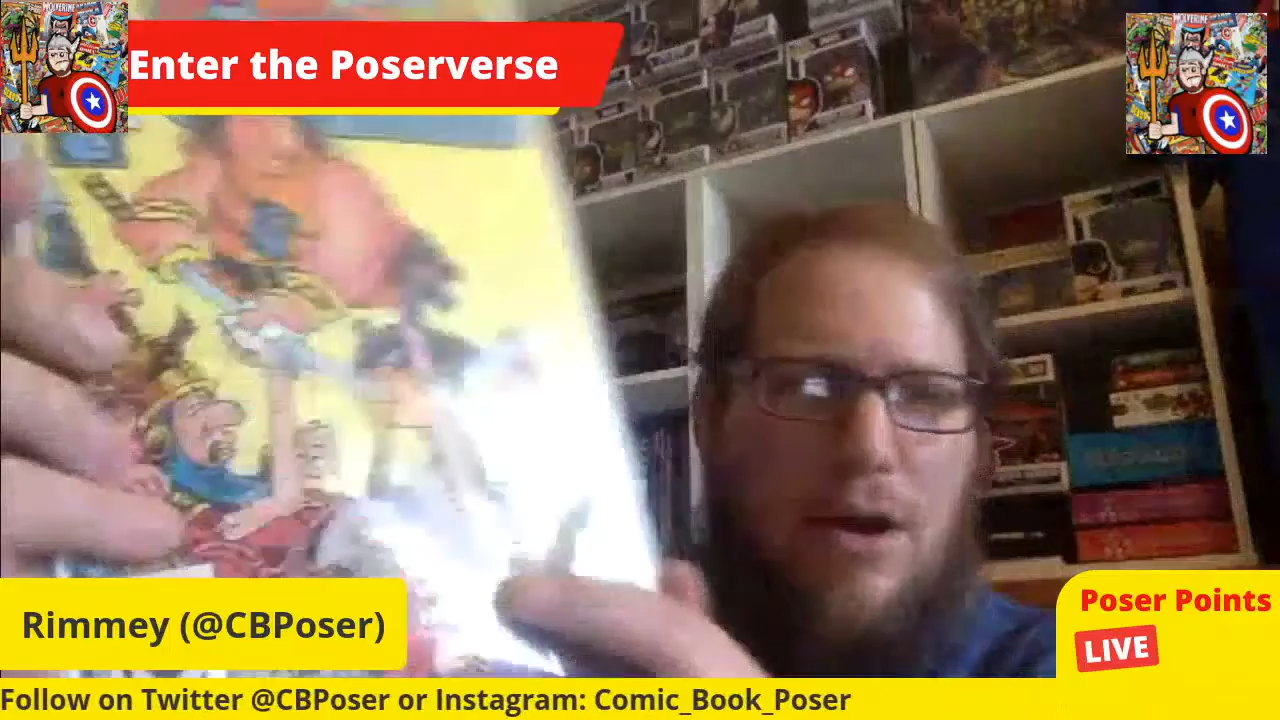 Enter the Poserverse
Rimmey (@CBPoser)
Poser Points
LIVE
Follow on Twitter @CBPoser or Instagram: Comic_Book_Poser